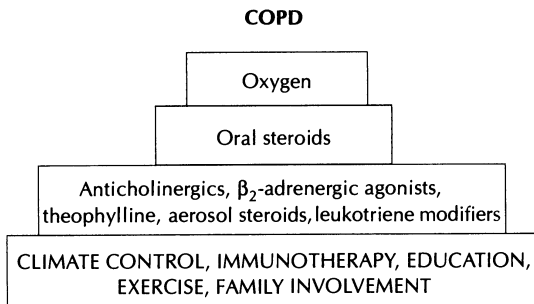 COPD
Oxygen
Oral steroids
Anticholinergics, β₂-adrenergic agonists,
theophylline, aerosol steroids, leukotriene modifiers
CLIMATE CONTROL, IMMUNOTHERAPY, EDUCATION,
EXERCISE, FAMILY INVOLVEMENT